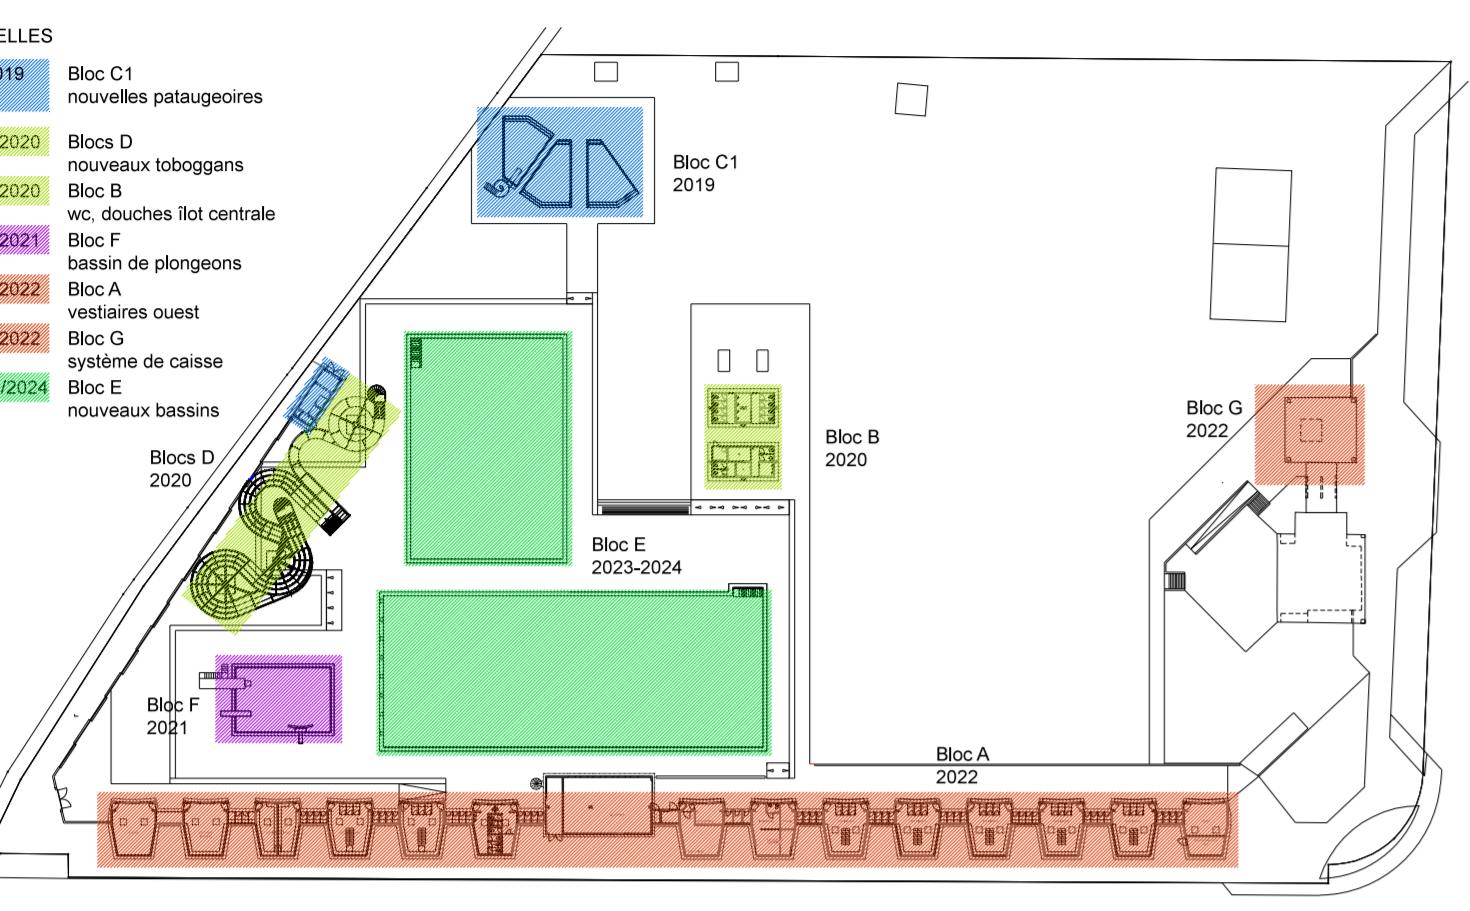 ELLES
019
Bloc C1
nouvelles pataugeoires
2020
Blocs D
nouveaux toboggans
2020
Bloc B
wc, douches îlot centrale
2021
Bloc F
bassin de plongeons
2022
Bloc A
vestiaires ouest
2022
Bloc G
système de caisse
/2024
Bloc E
nouveaux bassins
Bloc C1
2019
Bloc G
2022
Bloc B
2020
Blocs D
2020
Bloc E
2023-2024
Bloc F
2021
Bloc A
2022